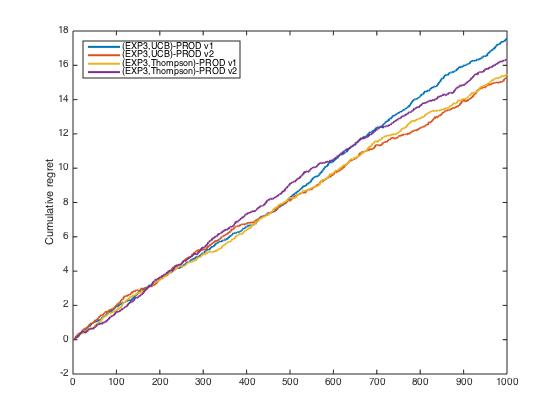 18
16
14
12
10
8
6
4
2
0
-2
Cumulative regret
(EXP3,UCB)-PROD v1
(EXP3,UCB)-PROD v2
(EXP3,Thompson)-PROD v1
(EXP3,Thompson)-PROD v2
0 100 200 300 400 500 600 700 800 900 1000